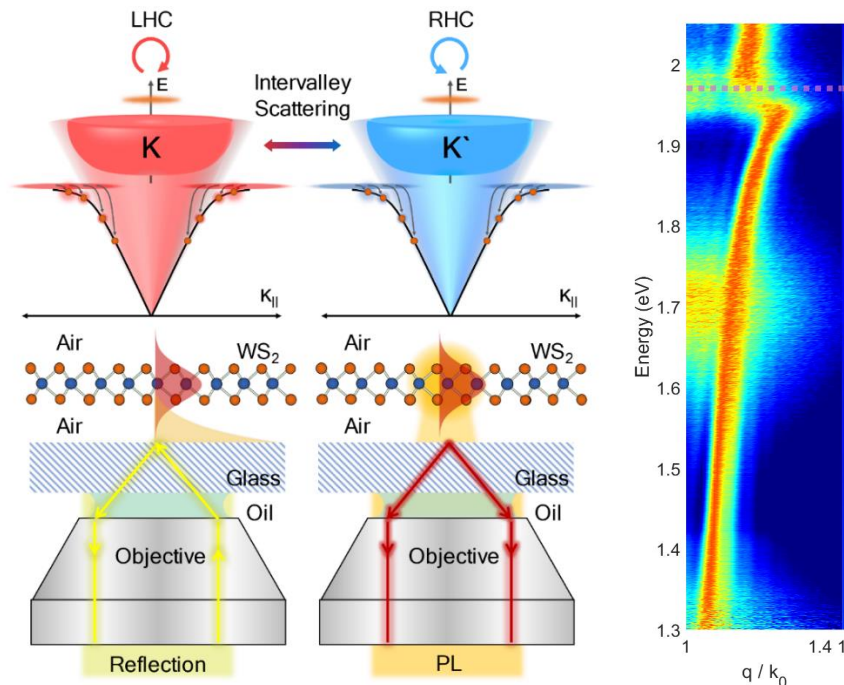 LHC
RHC
E
Intervalley
Scattering
E
K
K`
K||
K||
Air
WS2
Air
Air
Air
Glass
Glass
Oil
Oil
Objective
Objective
Reflection
PL
2
1.9
1.8
1.7
1.6
1.5
1.4
1.3
Energy (eV)
1
1.4 1
q / k0